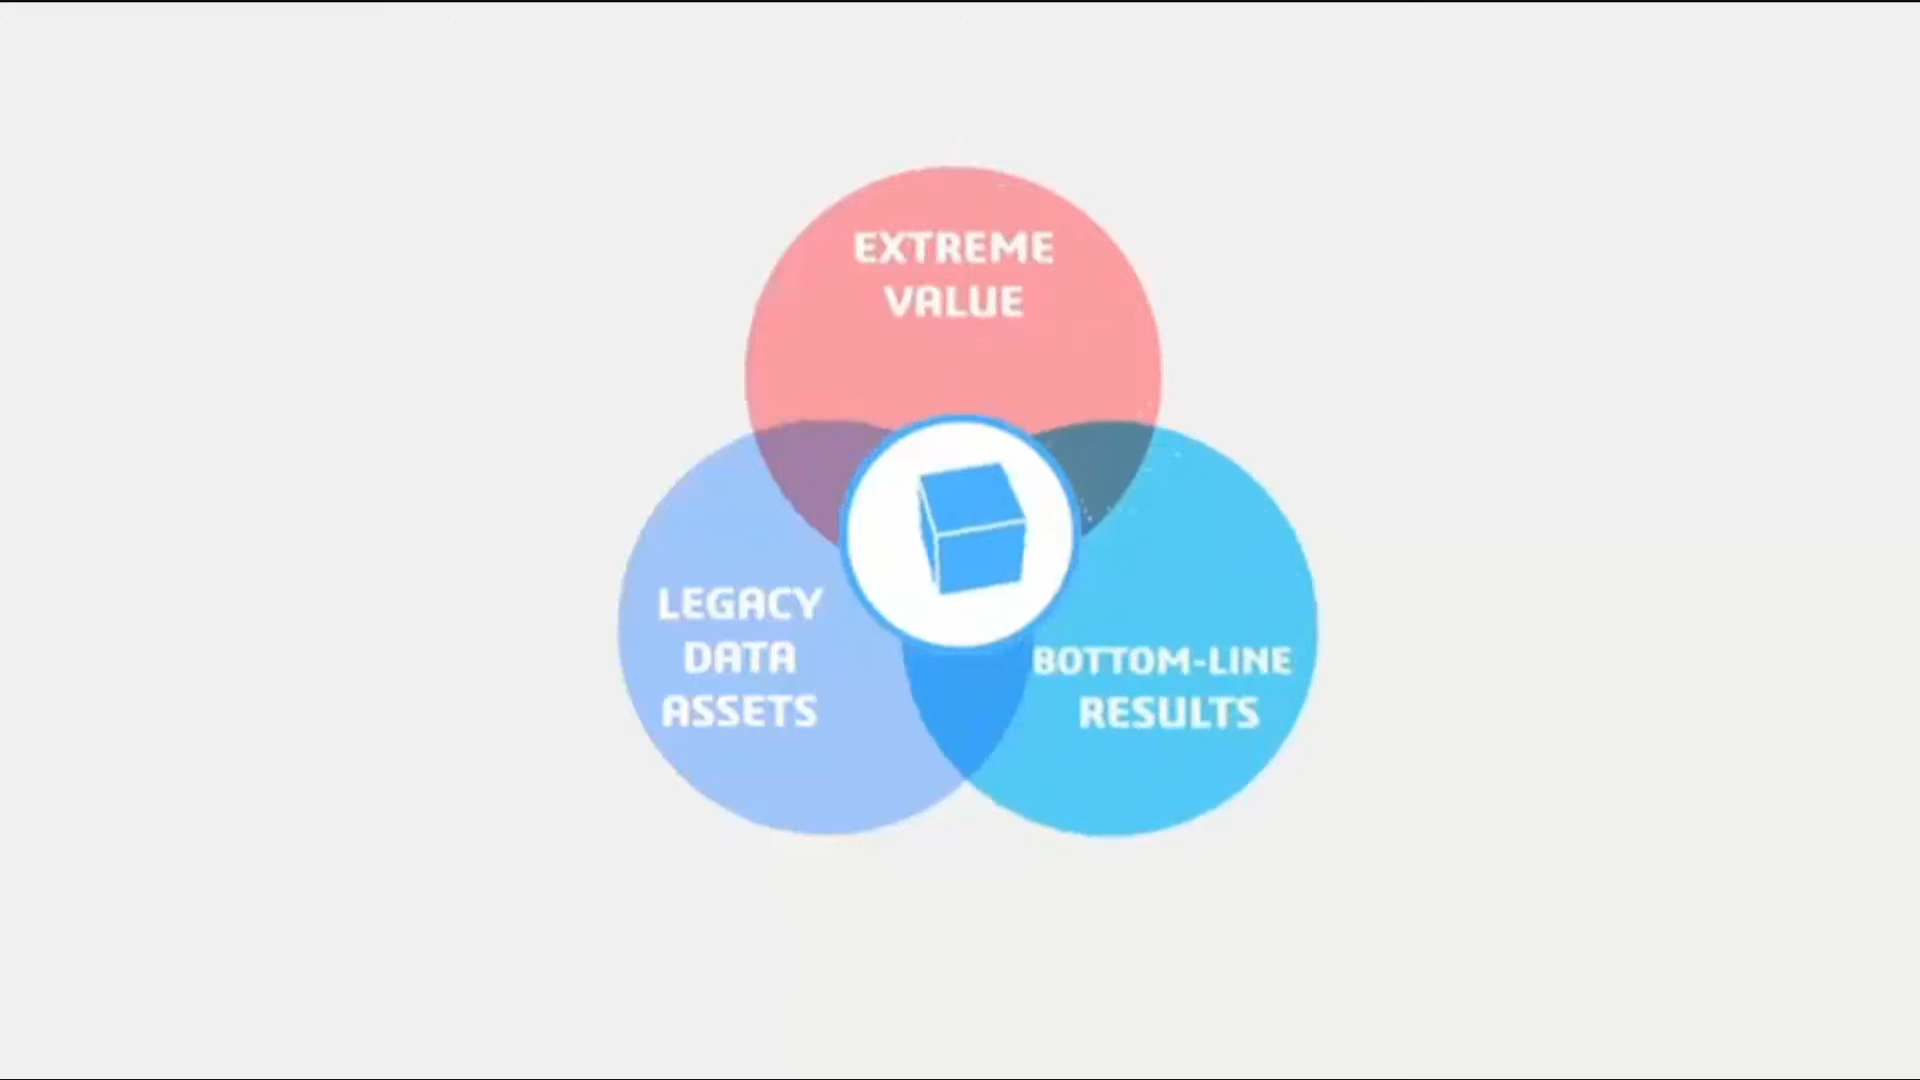 EXTREME
VALUE
LEGACY
DATA
ASSETS
BOTTOM-LINE
RESULTS